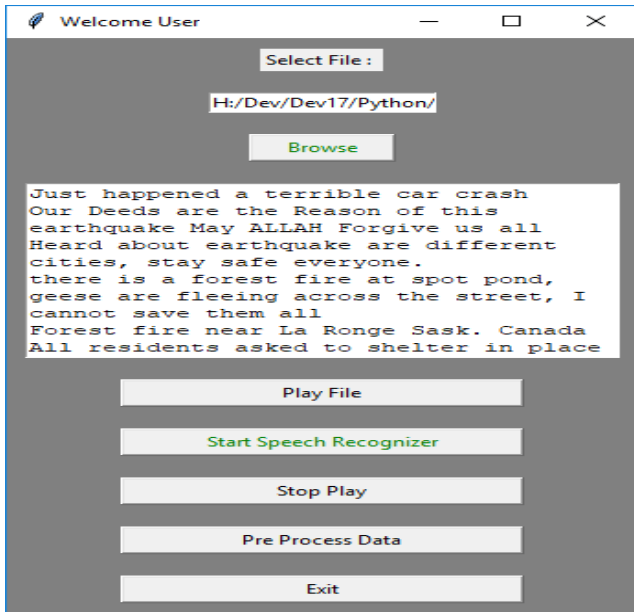 Welcome User
Select File :
H:/Dev/Dev17/Python/
Browse
Just happened a terrible car crash
Our Deeds are the Reason of this
earthquake May ALLAH Forgive us all
Heard about earthquake are different
cities, stay safe everyone.
there is a forest fire at spot pond,
geese are fleeing across the street, I
cannot save them all
Forest fire near La Ronge Sask. Canada
All residents asked to shelter in place
Play File
Start Speech Recognizer
Stop Play
Pre Process Data
Exit